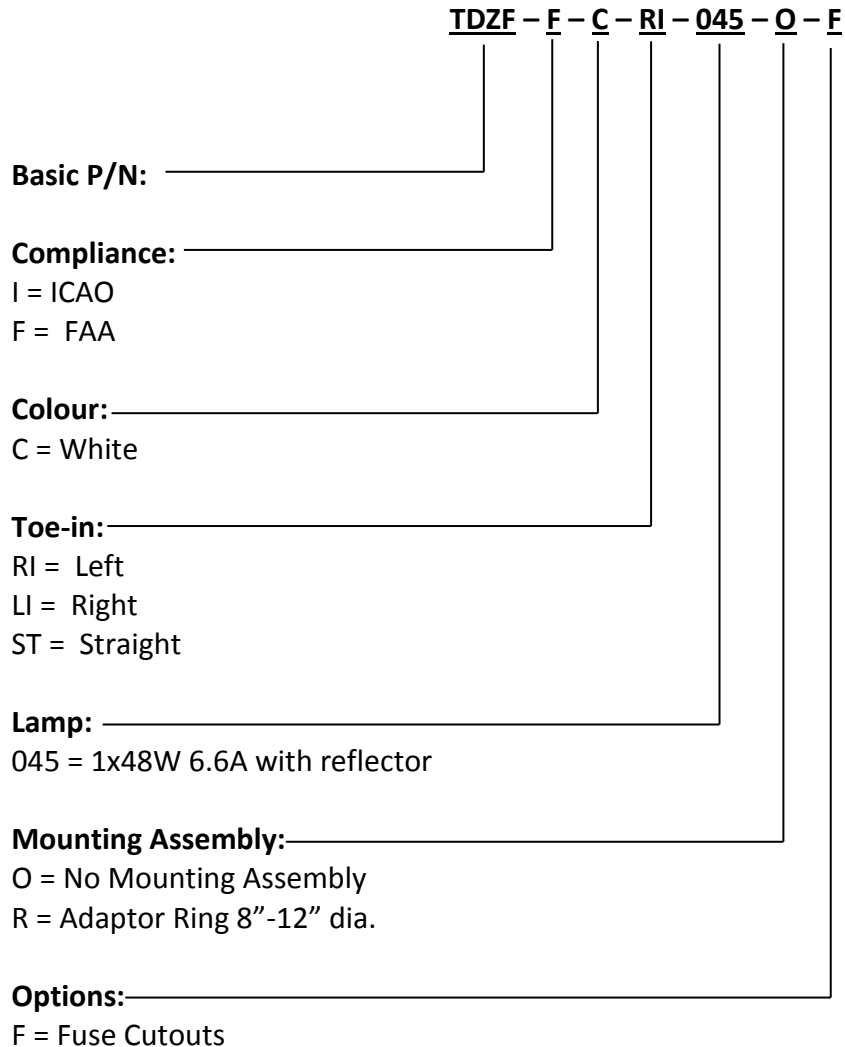 TDZF – F – C – RI – 045 – O – F
Basic P/N:
Compliance:
I = ICAO
F = FAA
Colour:
C = White
Toe-in:
RI = Left
LI = Right
ST = Straight
Lamp:
045 = 1x48W 6.6A with reflector
Mounting Assembly:
O = No Mounting Assembly
R = Adaptor Ring 8”-12” dia.
Options:
F = Fuse Cutouts